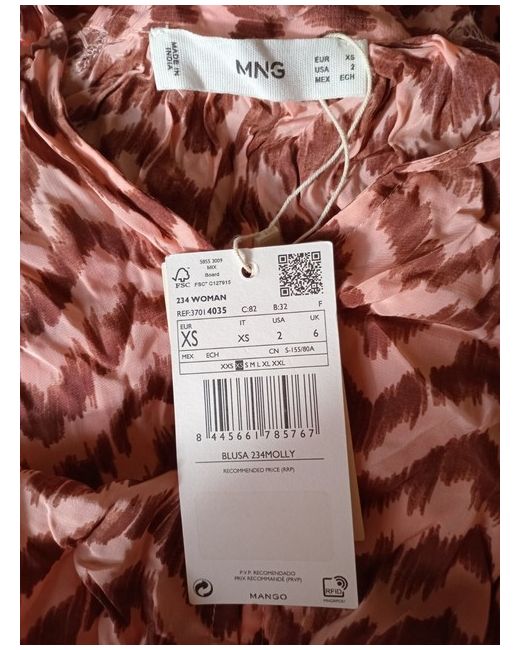 MADE IN
INDIA
MNG
EUR XS
USA 2
MEX ECH
5855 3009
MIX
Board
FSC FSC® C127915
234 WOMAN
REF:37014035 C:82 B:32 F
EUR IT USA UK
XS XS 2 6
MEX ECH CN S-155/80A
XXS XS S M L XL XXL
8 445661 785767
BLUSA 234MOLLY
RECOMMENDED PRICE (RRP)
P.V.P. RECOMENDADO
PRIX RECOMMANDÉ (PRVP)
MANGO
RFID